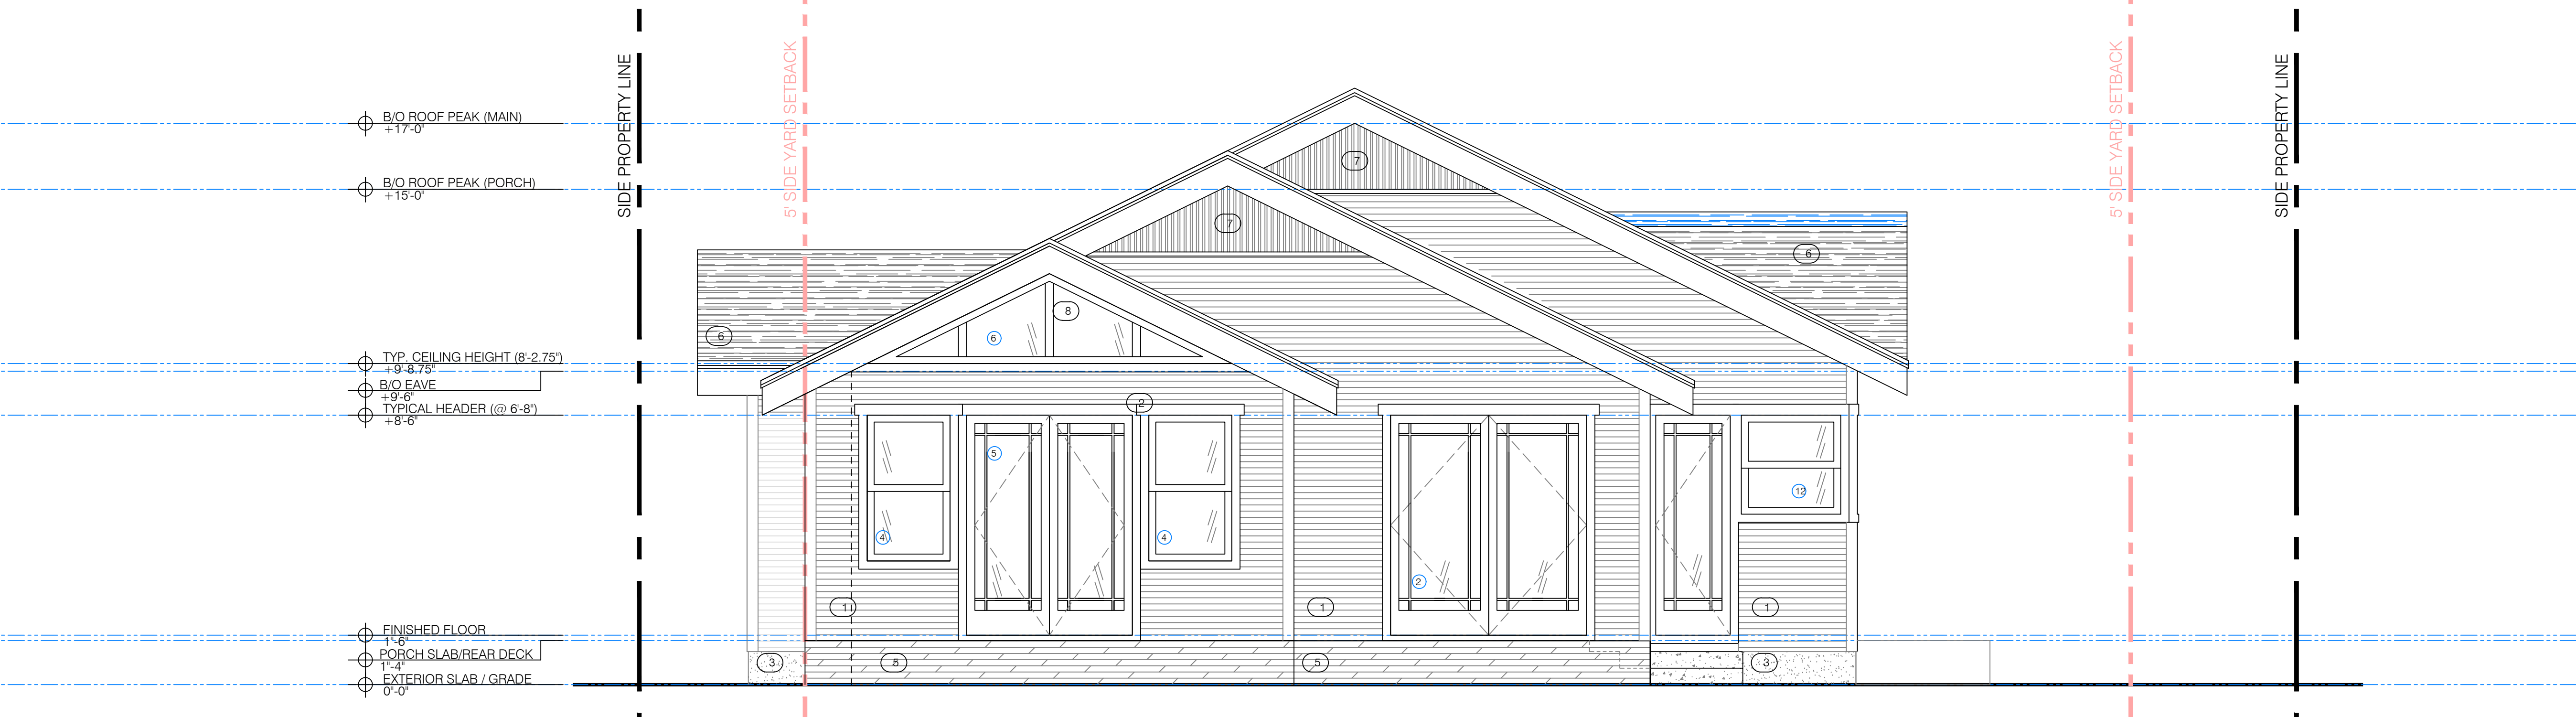 B/O ROOF PEAK (MAIN)
+17'-0"
B/O ROOF PEAK (PORCH)
+15'-0"
TYP. CEILING HEIGHT (8'-2.75")
+9'-8.75"
B/O EAVE
+9'-6"
TYPICAL HEADER (@ 6'-8")
+8'-6"
FINISHED FLOOR
1"-6"
PORCH SLAB/REAR DECK
1"-4"
EXTERIOR SLAB / GRADE
0"-0"
SIDE PROPERTY LINE
5' SIDE YARD SETBACK
5' SIDE YARD SETBACK
SIDE PROPERTY LINE
7
7
6
8
6
6
2
5
12
4
4
2
1
1
1
3
5
5
3